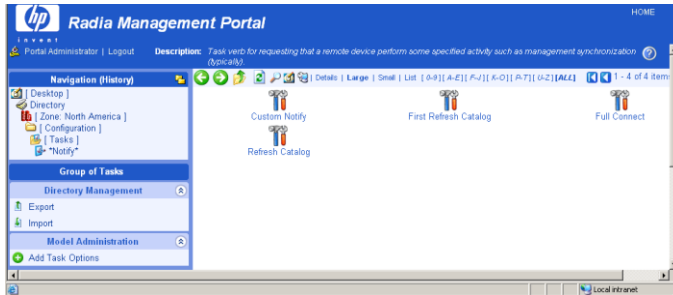 hp
invent
Radia Management Portal
HOME
Portal Administrator | Logout
Description: Task verb for requesting that a remote device perform some specified activity such as management synchronization (typically).
Navigation (History)
[ Desktop ]
Directory
[ Zone: North America ]
[ Configuration ]
[ Tasks ]
*Notify*
Group of Tasks
Directory Management
Export
Import
Model Administration
Add Task Options
| Details | Large | Small | List [ 0-9 ][ A-E ][ F-J ][ K-O ][ P-T ][ U-Z ][ALL] 1 - 4 of 4 items
Custom Notify
First Refresh Catalog
Full Connect
Refresh Catalog
Local intranet